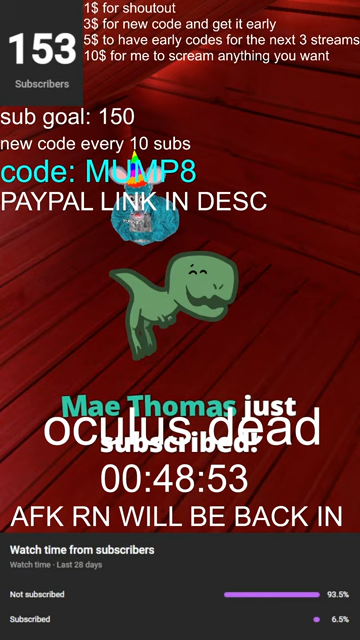 1$ for shoutout
3$ for new code and get it early
5$ to have early codes for the next 3 streams
10$ for me to scream anything you want
153
Subscribers
sub goal: 150
new code every 10 subs
code: MUMP8
PAYPAL LINK IN DESC
Mae Thomas just
oculus dead
subscribed!
00:48:53
AFK RN WILL BE BACK IN
Watch time from subscribers
Watch time · Last 28 days
Not subscribed 93.5%
Subscribed 6.5%